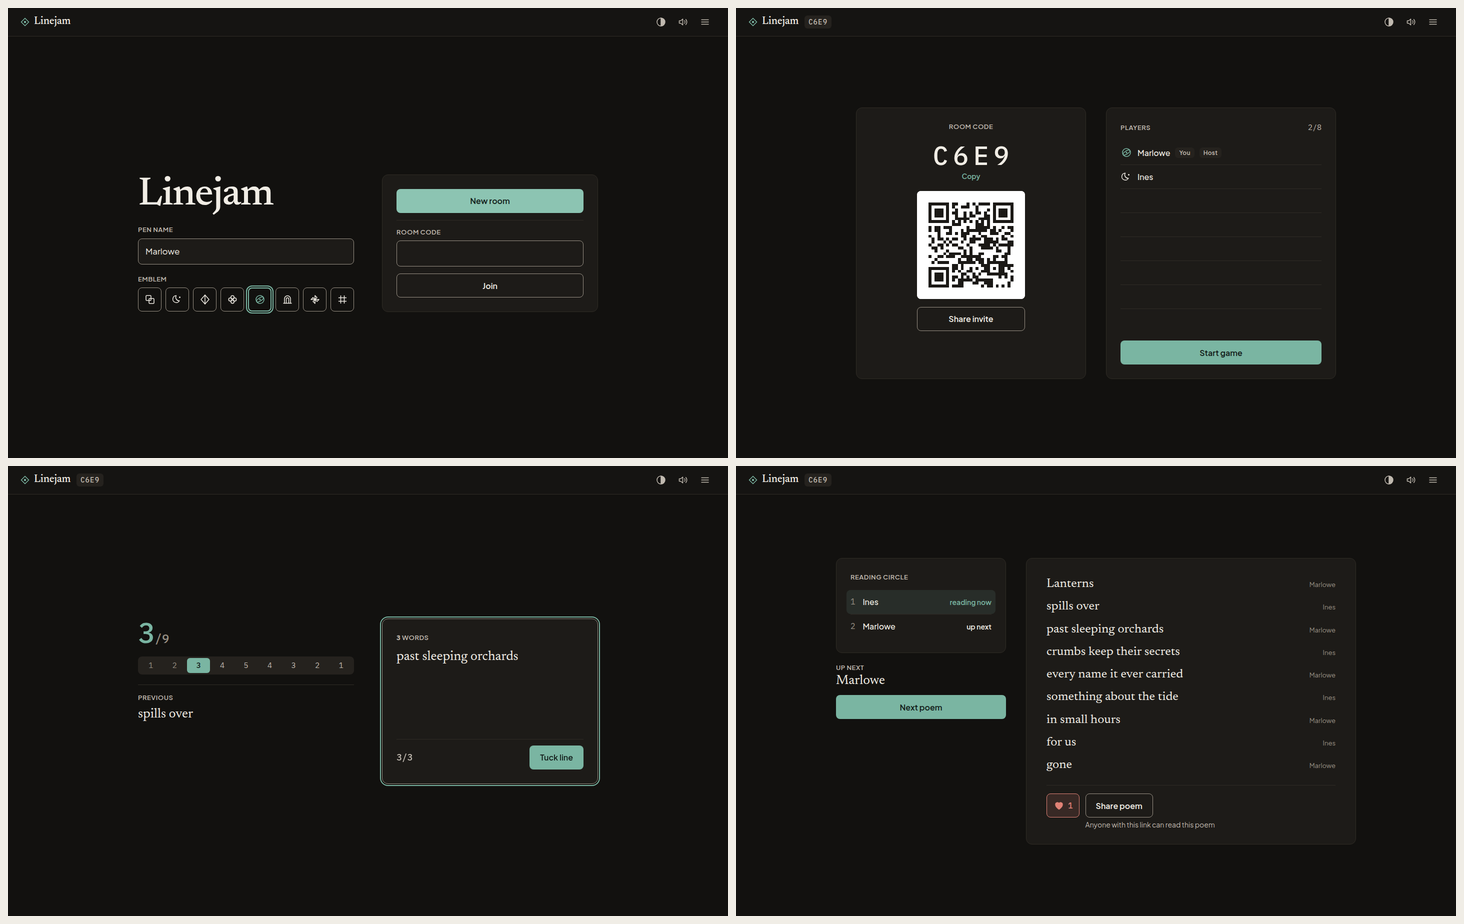 Linejam
Linejam
PEN NAME
Marlowe
EMBLEM
New room
ROOM CODE
Join
Linejam C6E9
ROOM CODE
C6E9
Copy
Share invite
PLAYERS 2/8
Marlowe You Host
Ines
Start game
Linejam C6E9
3/9
1 2 3 4 5 4 3 2 1
PREVIOUS
spills over
3 WORDS
past sleeping orchards
3/3 Tuck line
Linejam C6E9
READING CIRCLE
1 Ines reading now
2 Marlowe up next
UP NEXT
Marlowe
Next poem
Lanterns Marlowe
spills over Ines
past sleeping orchards Marlowe
crumbs keep their secrets Ines
every name it ever carried Marlowe
something about the tide Ines
in small hours Marlowe
for us Ines
gone Marlowe
1 Share poem
Anyone with this link can read this poem